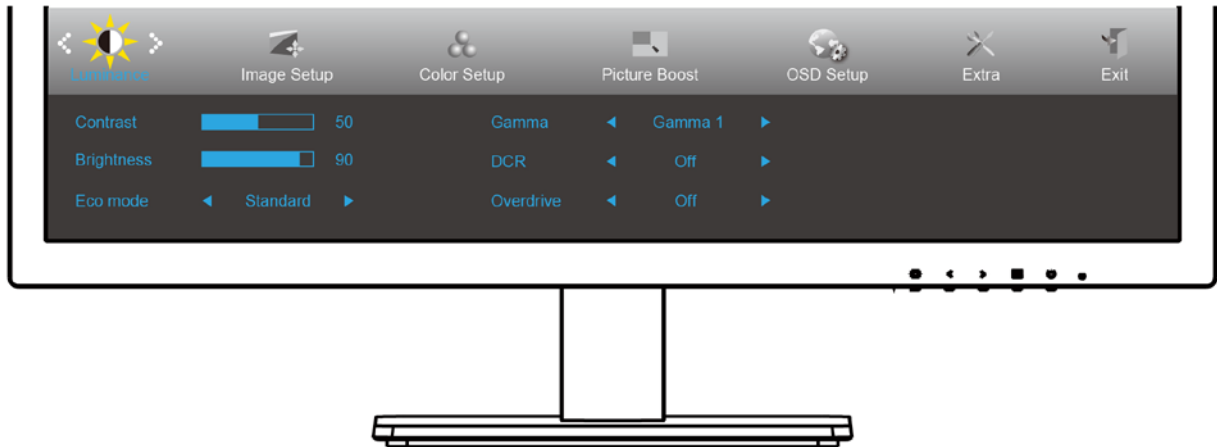 Luminance Image Setup Color Setup Picture Boost OSD Setup Extra Exit
Contrast 50 Gamma Gamma 1
Brightness 90 DCR Off
Eco mode Standard Overdrive Off